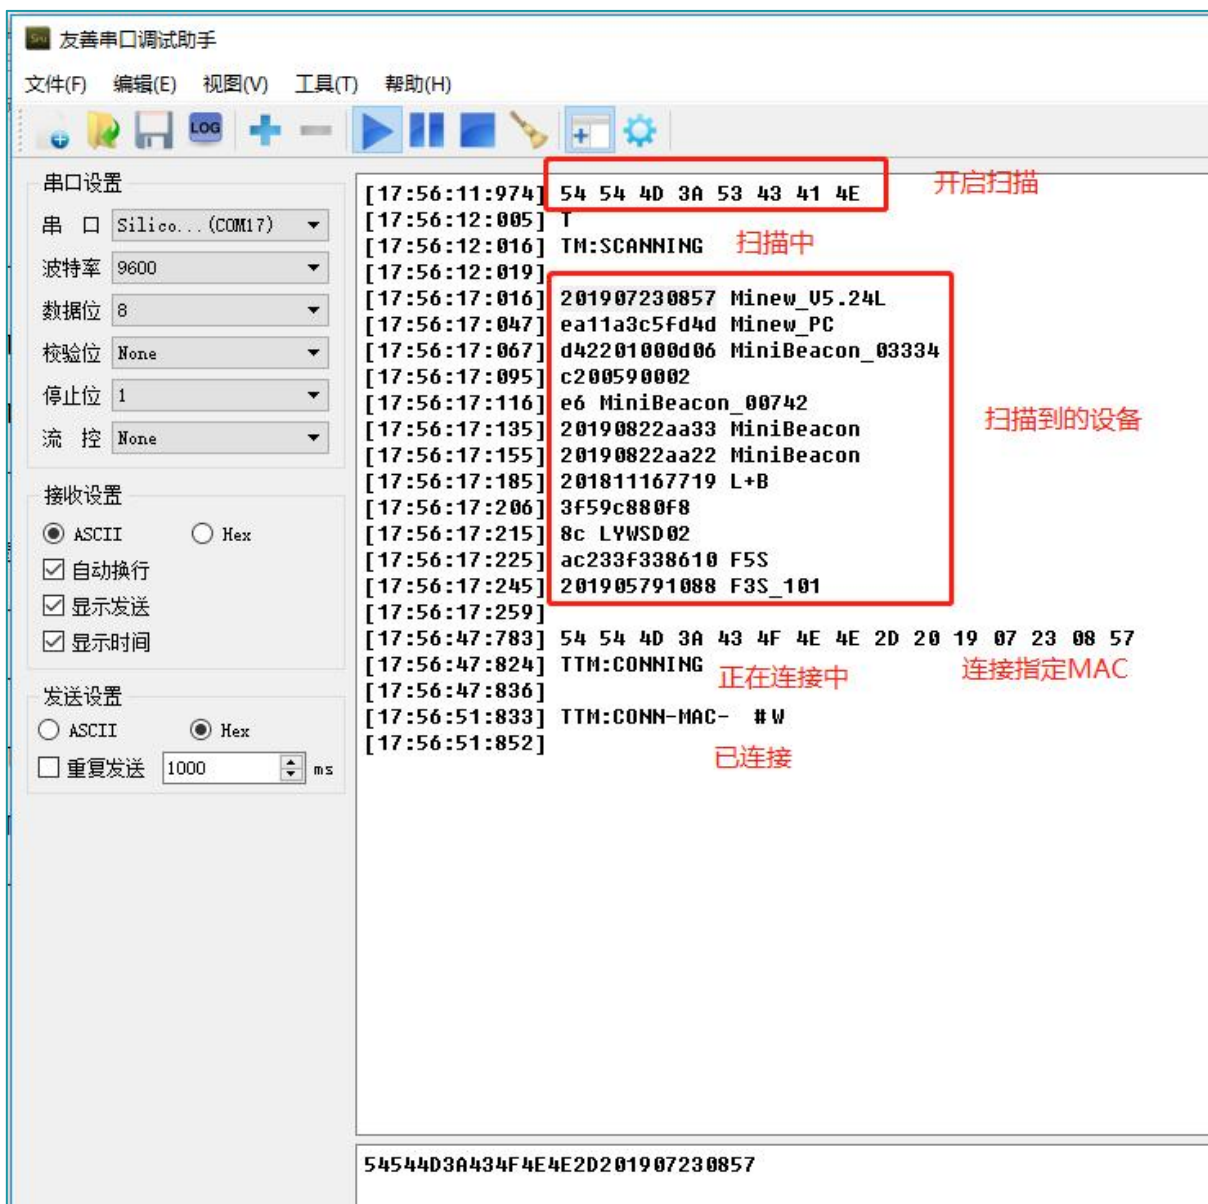 友善串口调试助手
文件(F) 编辑(E) 视图(V) 工具(T) 帮助(H)
LOG
串口设置
串 口 Silico...(COM17)
波特率 9600
数据位 8
校验位 None
停止位 1
流 控 None
接收设置
ASCII Hex
自动换行
显示发送
显示时间
发送设置
ASCII Hex
重复发送 1000 ms
[17:56:11:974] 54 54 4D 3A 53 43 41 4E 开启扫描
[17:56:12:005] T
[17:56:12:016] TM:SCANNING 扫描中
[17:56:12:019]
[17:56:17:016] 201907230857 Minew_V5.24L
[17:56:17:047] ea11a3c5fd4d Minew_PC
[17:56:17:067] d42201000d06 MiniBeacon_03334
[17:56:17:095] c200590002
[17:56:17:116] e6 MiniBeacon_00742 扫描到的设备
[17:56:17:135] 20190822aa33 MiniBeacon
[17:56:17:155] 20190822aa22 MiniBeacon
[17:56:17:185] 201811167719 L+B
[17:56:17:206] 3f59c880f8
[17:56:17:215] 8c LYWSD02
[17:56:17:225] ac233f338610 F5S
[17:56:17:245] 201905791088 F3S_101
[17:56:17:259]
[17:56:47:783] 54 54 4D 3A 43 4F 4E 4E 2D 20 19 07 23 08 57
[17:56:47:824] TTM:CONNING 正在连接中 连接指定MAC
[17:56:47:836]
[17:56:51:833] TTM:CONN-MAC- #W
[17:56:51:852] 已连接
54544D3A434F4E4E2D201907230857